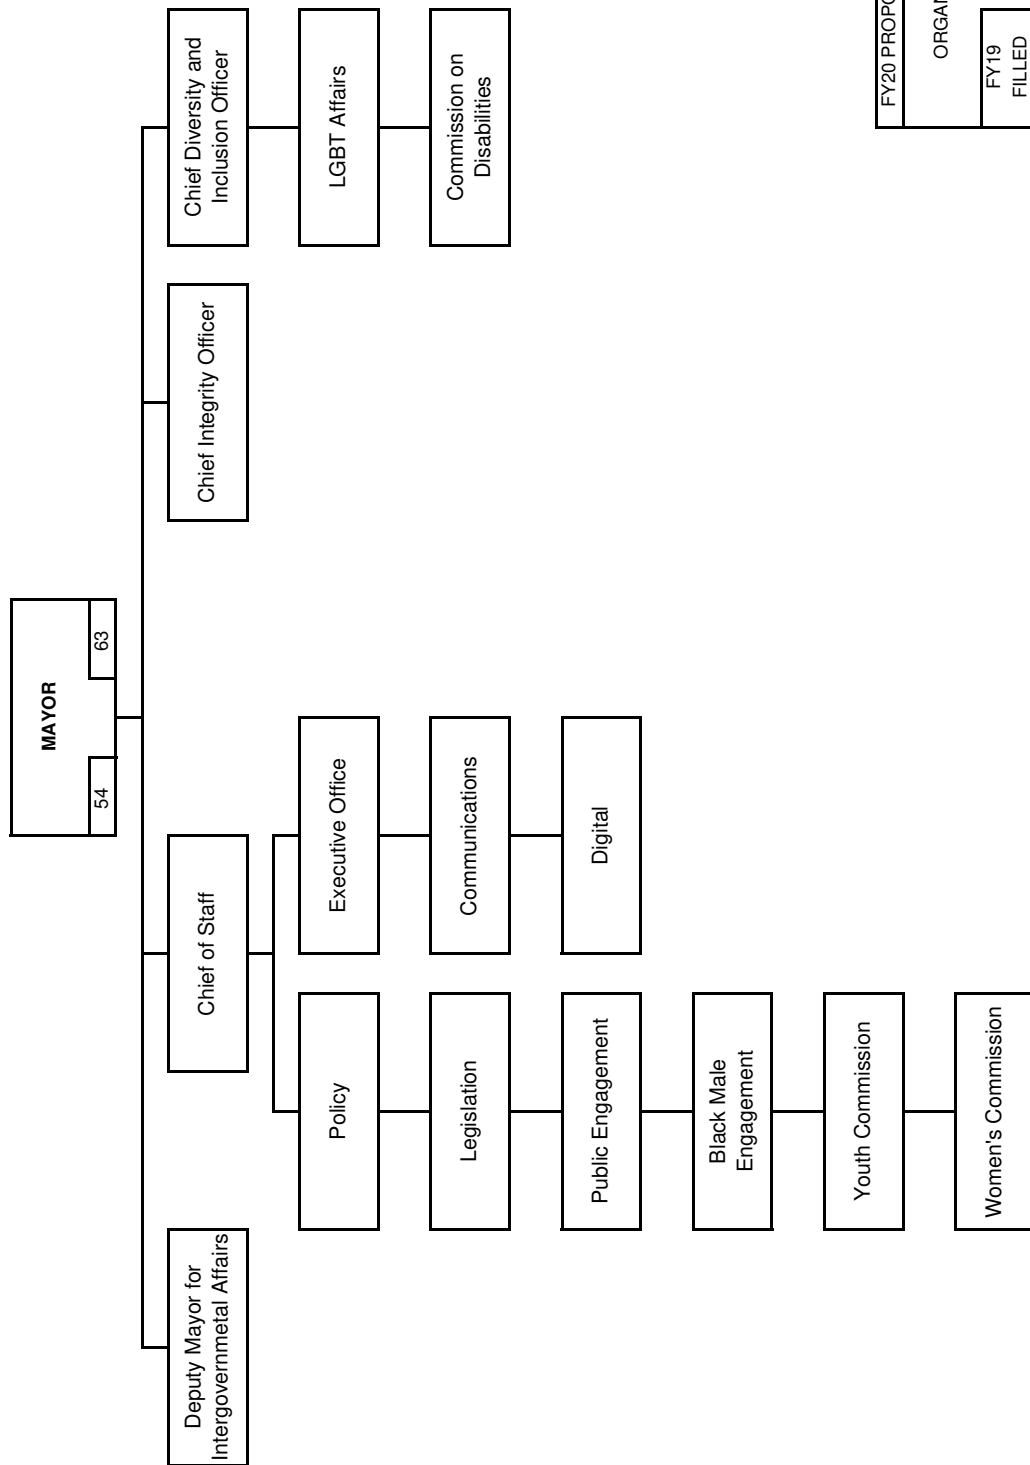 MAYOR
54
63
Deputy Mayor for
Intergovernmetal Affairs
Chief of Staff
Chief Integrity Officer
Chief Diversity and
Inclusion Officer
Policy
Executive Office
LGBT Affairs
Legislation
Communications
Commission on
Disabilities
Public Engagement
Digital
Black Male
Engagement
Youth Commission
Women's Commission
FY20
FY19
FILLED